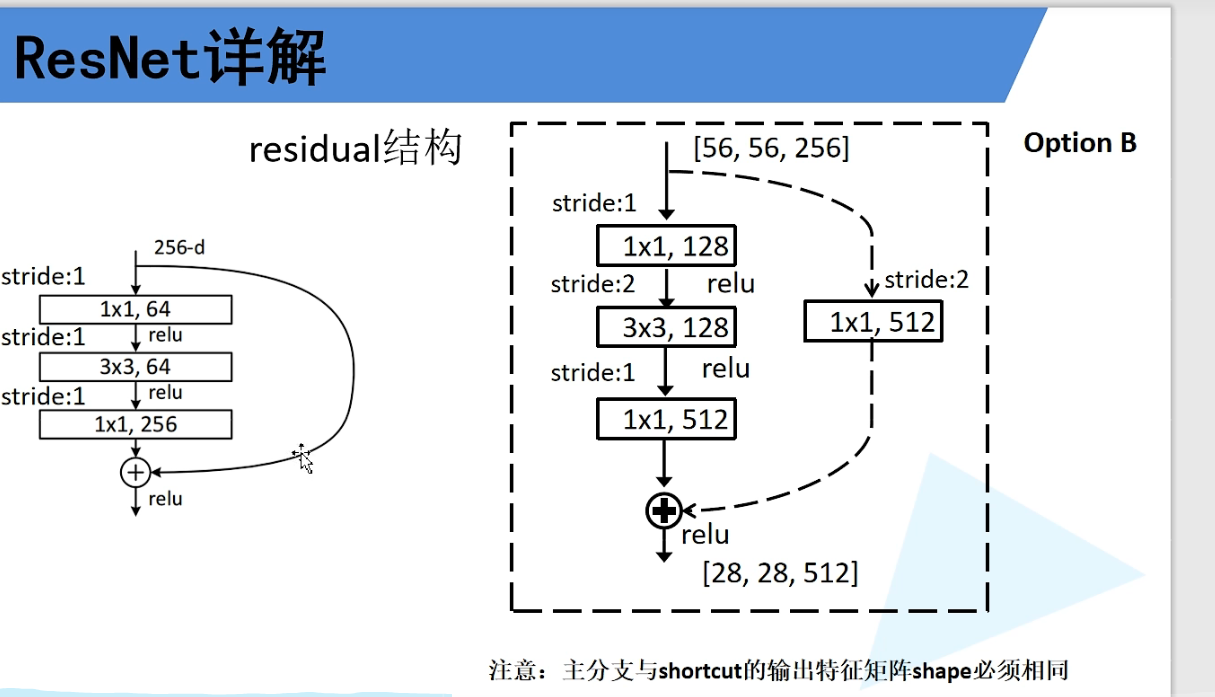 ResNet详解
residual结构
256-d
stride:1
1x1, 64
relu
stride:1
3x3, 64
relu
stride:1
1x1, 256
relu
Option B
[56, 56, 256]
stride:1
1x1, 128
stride:2
relu
3x3, 128
stride:2
1x1, 512
stride:1
relu
1x1, 512
relu
[28, 28, 512]
注意：主分支与shortcut的输出特征矩阵shape必须相同